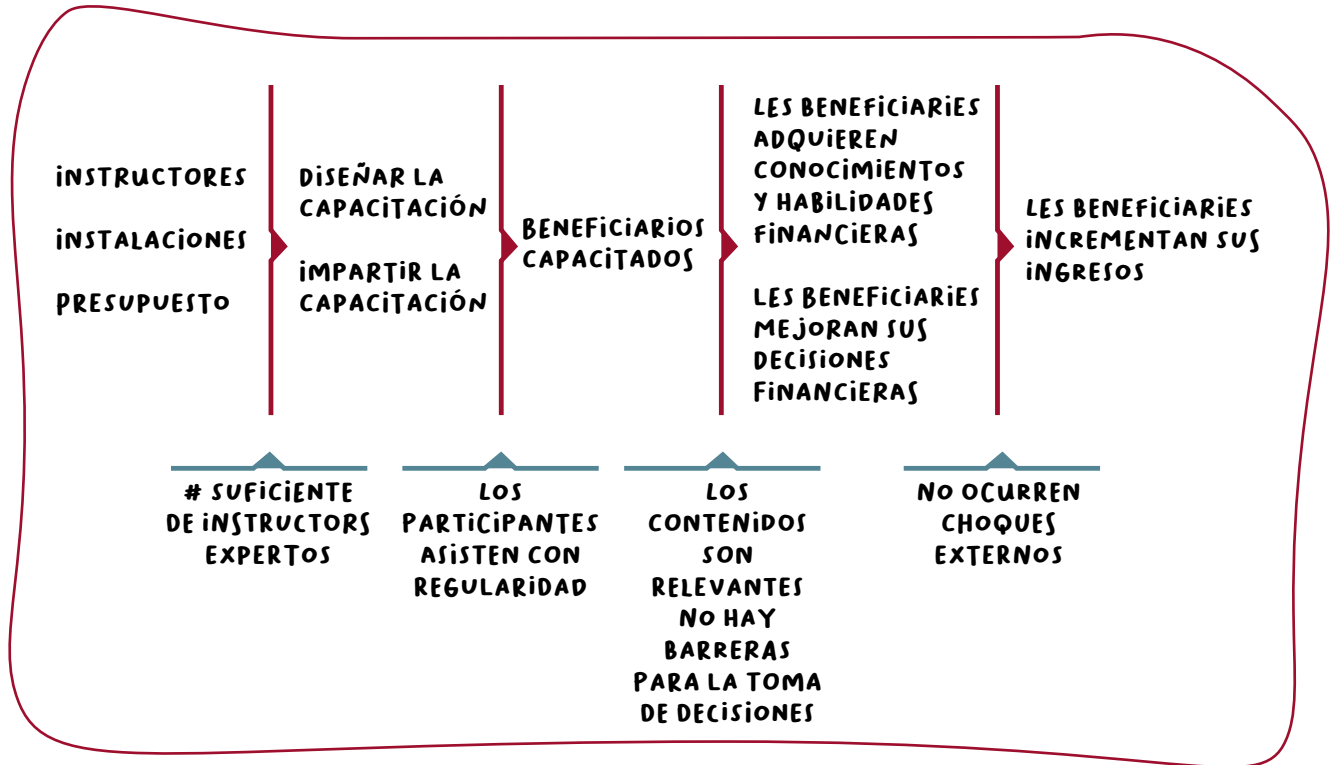 INSTRUCTORES
INSTALACIONES
PRESUPUESTO
DISEÑAR LA
CAPACITACIÓN
IMPARTIR LA
CAPACITACIÓN
BENEFICIARIOS
CAPACITADOS
LES BENEFICIARIES
ADQUIEREN
CONOCIMIENTOS
Y HABILIDADES
FINANCIERAS
LES BENEFICIARIES
MEJORAN SUS
DECISIONES
FINANCIERAS
LES BENEFICIARIES
INCREMENTAN SUS
INGRESOS
# SUFICIENTE
DE INSTRUCTORS
EXPERTOS
LOS
PARTICIPANTES
ASISTEN CON
REGULARIDAD
LOS
CONTENIDOS
SON
RELEVANTES
NO HAY
BARRERAS
PARA LA TOMA
DE DECISIONES
NO OCURREN
CHOQUES
EXTERNOS